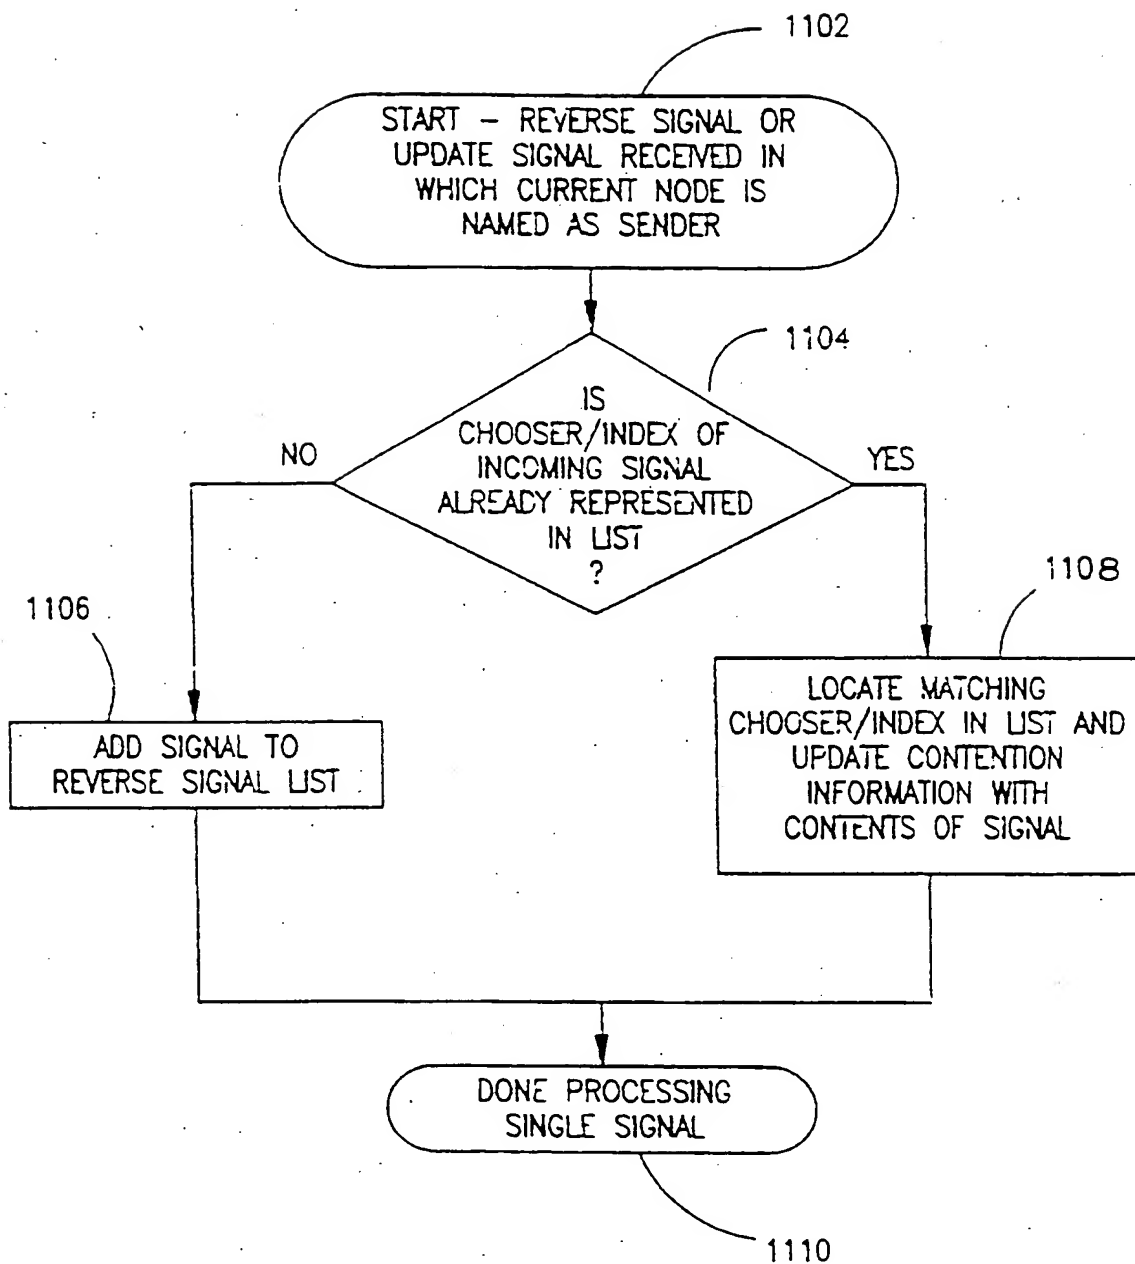 1102
START – REVERSE SIGNAL OR
UPDATE SIGNAL RECEIVED IN
WHICH CURRENT NODE IS
NAMED AS SENDER
1104
IS
CHOOSER/INDEX OF
INCOMING SIGNAL
ALREADY REPRESENTED
IN LIST
?
NO
YES
1106
ADD SIGNAL TO
REVERSE SIGNAL LIST
1108
LOCATE MATCHING
CHOOSER/INDEX IN LIST AND
UPDATE CONTENTION
INFORMATION WITH
CONTENTS OF SIGNAL
DONE PROCESSING
SINGLE SIGNAL
1110